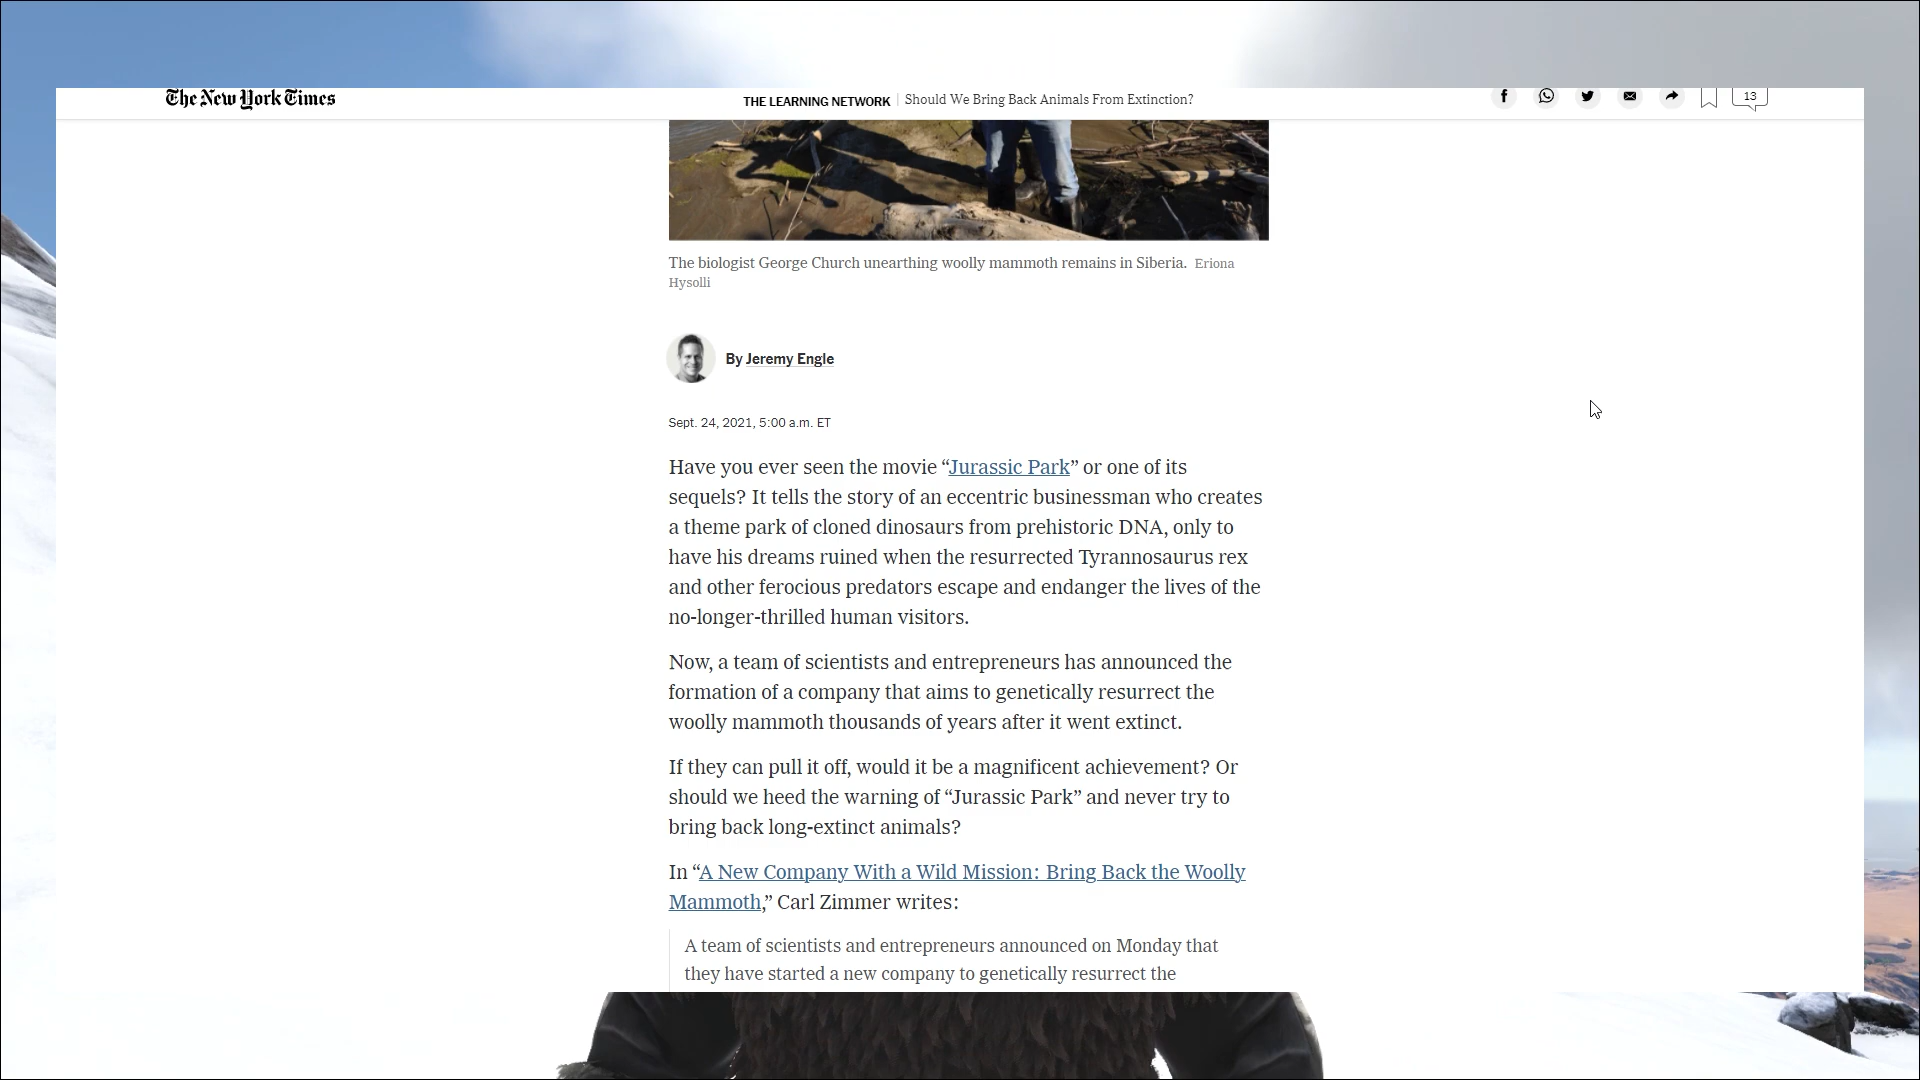 The New York Times
THE LEARNING NETWORK | Should We Bring Back Animals From Extinction?
13
The biologist George Church unearthing woolly mammoth remains in Siberia. Eriona
Hysolli
By Jeremy Engle
Sept. 24, 2021, 5:00 a.m. ET
Have you ever seen the movie “Jurassic Park” or one of its
sequels? It tells the story of an eccentric businessman who creates
a theme park of cloned dinosaurs from prehistoric DNA, only to
have his dreams ruined when the resurrected Tyrannosaurus rex
and other ferocious predators escape and endanger the lives of the
no-longer-thrilled human visitors.
Now, a team of scientists and entrepreneurs has announced the
formation of a company that aims to genetically resurrect the
woolly mammoth thousands of years after it went extinct.
If they can pull it off, would it be a magnificent achievement? Or
should we heed the warning of “Jurassic Park” and never try to
bring back long-extinct animals?
In “A New Company With a Wild Mission: Bring Back the Woolly
Mammoth,” Carl Zimmer writes:
A team of scientists and entrepreneurs announced on Monday that
they have started a new company to genetically resurrect the